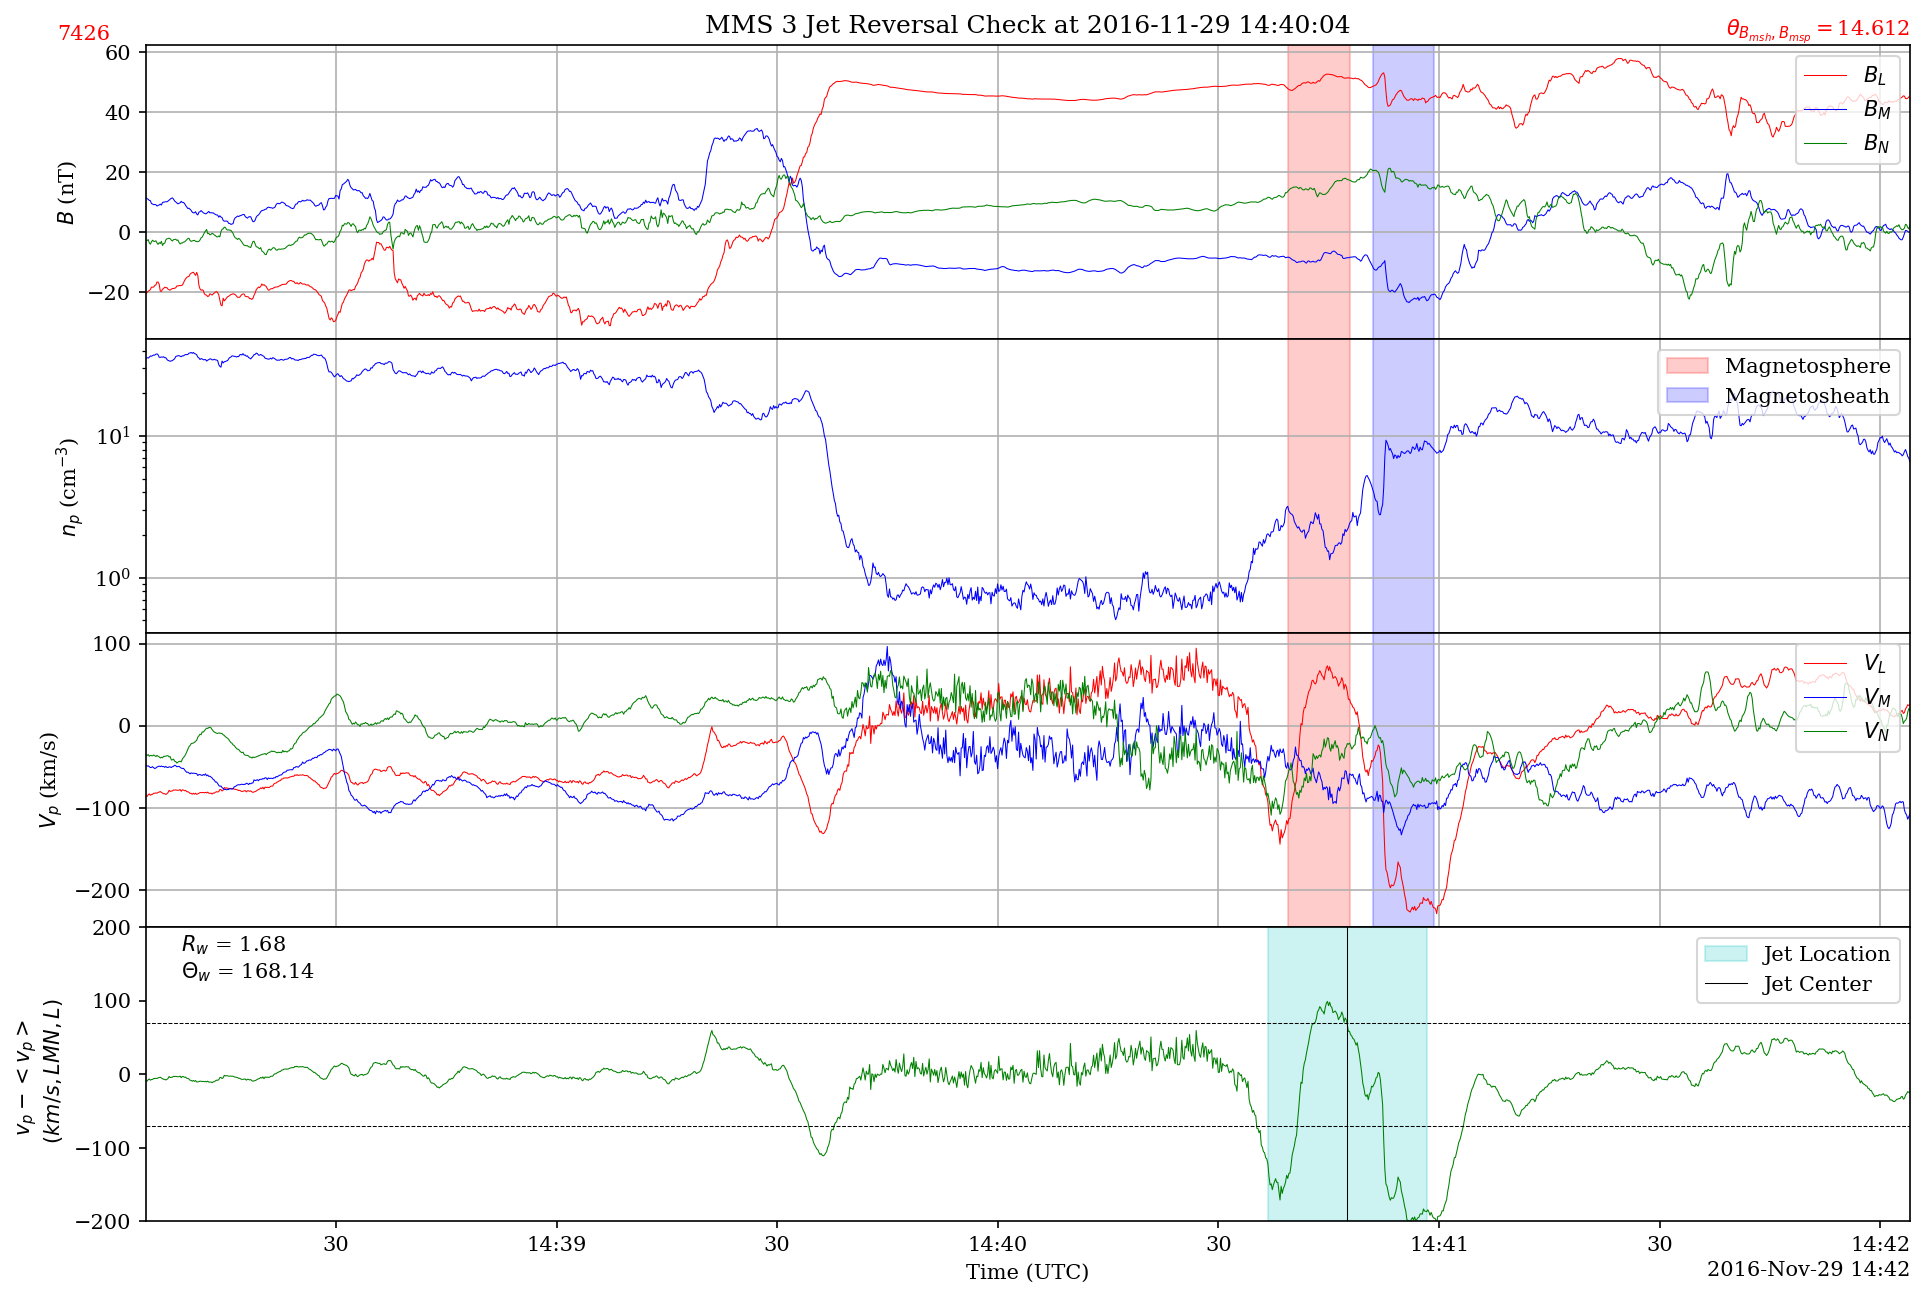 MMS 3 Jet Reversal Check at 2016-11-29 14:40:04
7426
θ_{B_{msh}, B_{msp}} = 14.612
60
40
20
0
−20
B (nT)
B_L
B_M
B_N
10^1
10^0
n_p (cm^{−3})
Magnetosphere
Magnetosheath
100
0
−100
−200
V_p (km/s)
V_L
V_M
V_N
200
100
0
−100
−200
v_p − < v_p >
(km/s, LMN, L)
R_w = 1.68
Θ_w = 168.14
Jet Location
Jet Center
30 14:39 30 14:40 30 14:41 30 14:42
Time (UTC)
2016-Nov-29 14:42